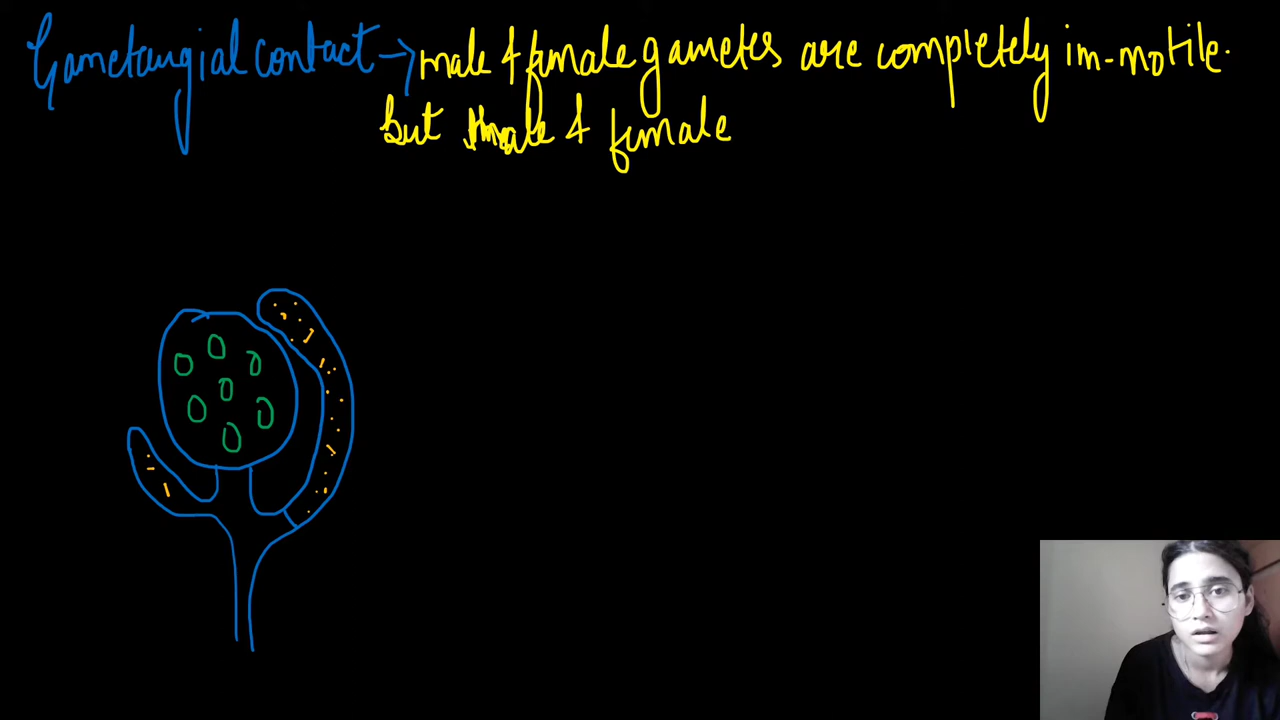 Gametangial contact → male & female gametes are completely im-motile.
But male & female